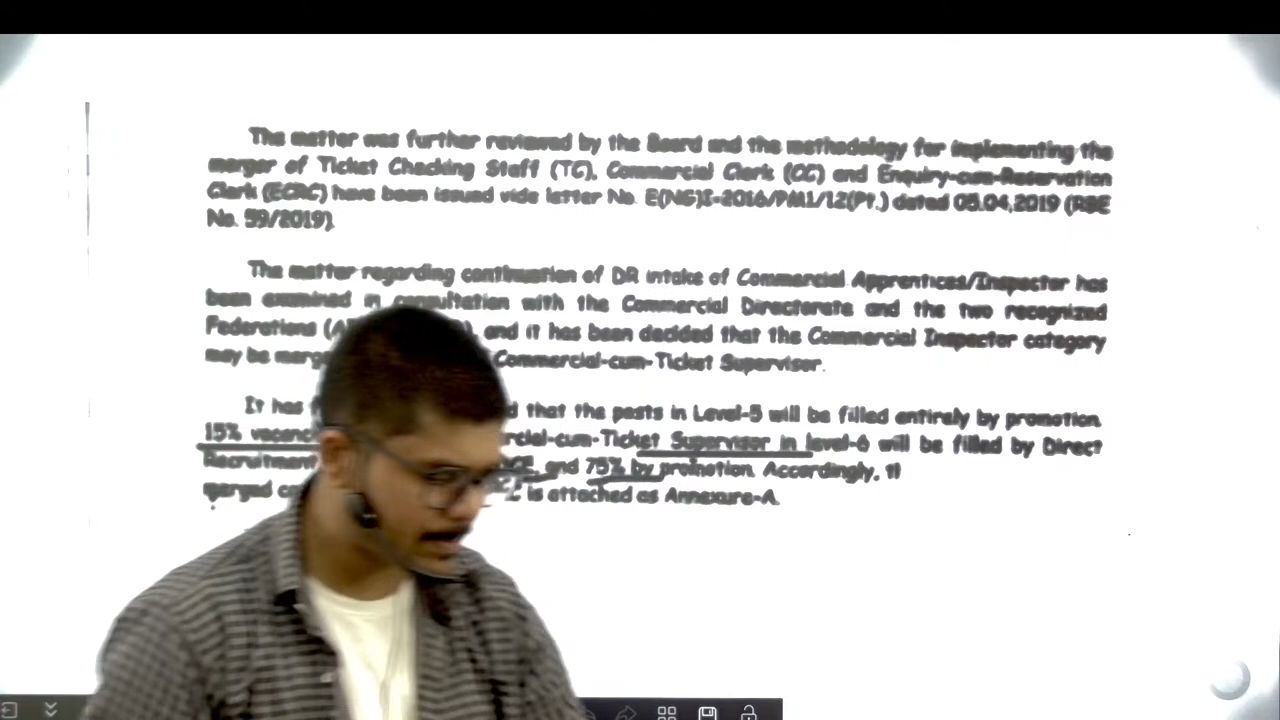 The matter was further reviewed by the Board and the methodology for implementing the
merger of Ticket Checking Staff (TC), Commercial Clerk (CC) and Enquiry-cum-Reservation
Clerk (ECRC) have been issued vide letter No. E(NG)I-2016/PM1/12(Pt.) dated 05.04.2019 (RBE
No. 59/2019).
The matter regarding continuation of DR intake of Commercial Apprentices/Inspector has
been examined in consultation with the Commercial Directorate and the two recognized
Federations and it has been decided that the Commercial Inspector category
may be Commercial-cum-Ticket Supervisor.
It has that the posts in Level-5 will be filled entirely by promotion.
15% Ticket Supervisor in level-6 will be filled by Direct
and 75% by promotion. Accordingly,
merged is attached as Annexure-A.